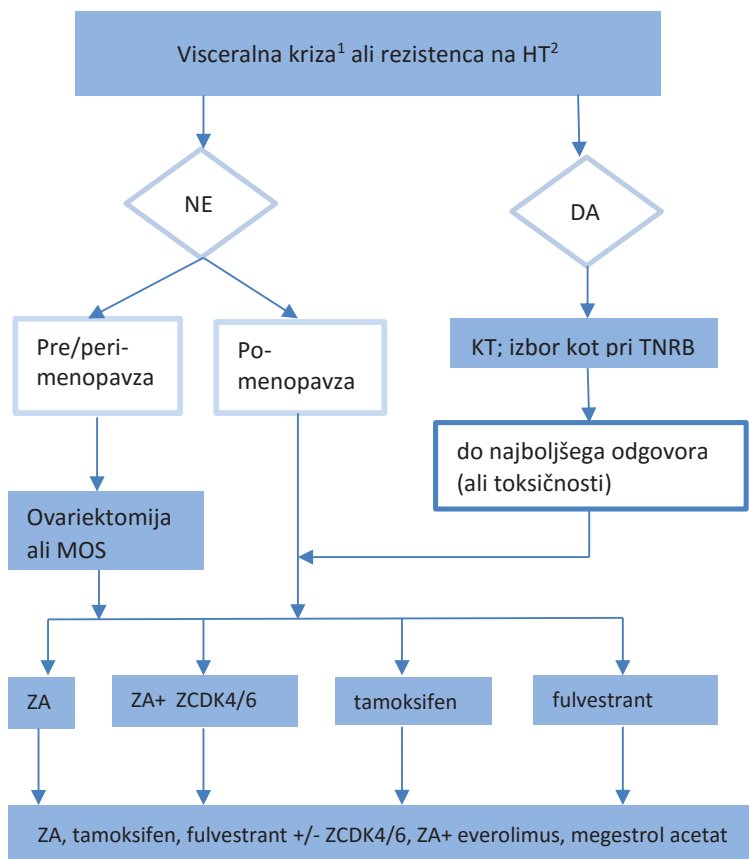 Visceralna kriza¹ ali rezistenca na HT²
NE
DA
Pre/peri-
menopavza
Po-
menopavza
KT; izbor kot pri TNRB
do najboljšega odgovora
(ali toksičnosti)
Ovariektomija
ali MOS
ZA
ZA+ ZCDK4/6
tamoksifen
fulvestrant
ZA, tamoksifen, fulvestrant +/- ZCDK4/6, ZA+ everolimus, megestrol acetat